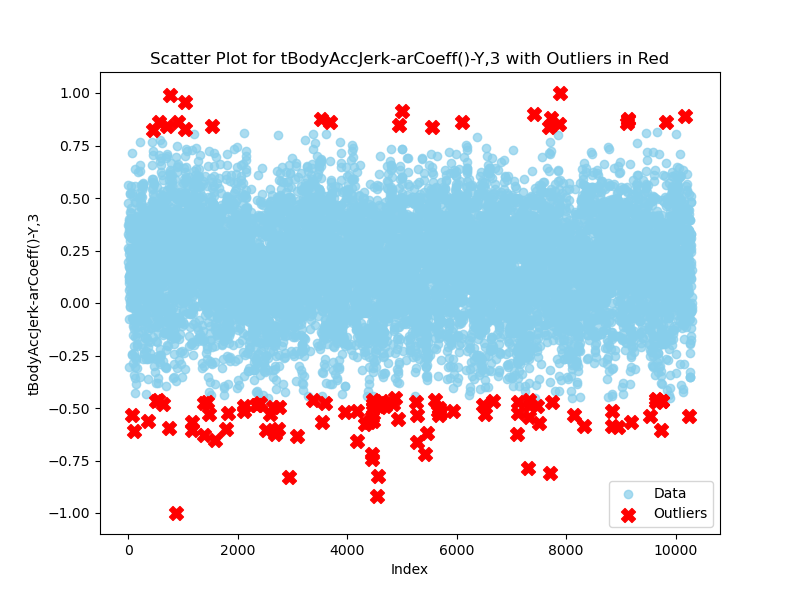 Scatter Plot for tBodyAccJerk-arCoeff()-Y,3 with Outliers in Red
tBodyAccJerk-arCoeff()-Y,3
1.00
0.75
0.50
0.25
0.00
−0.25
−0.50
−0.75
−1.00
0 2000 4000 6000 8000 10000
Index
Data
Outliers